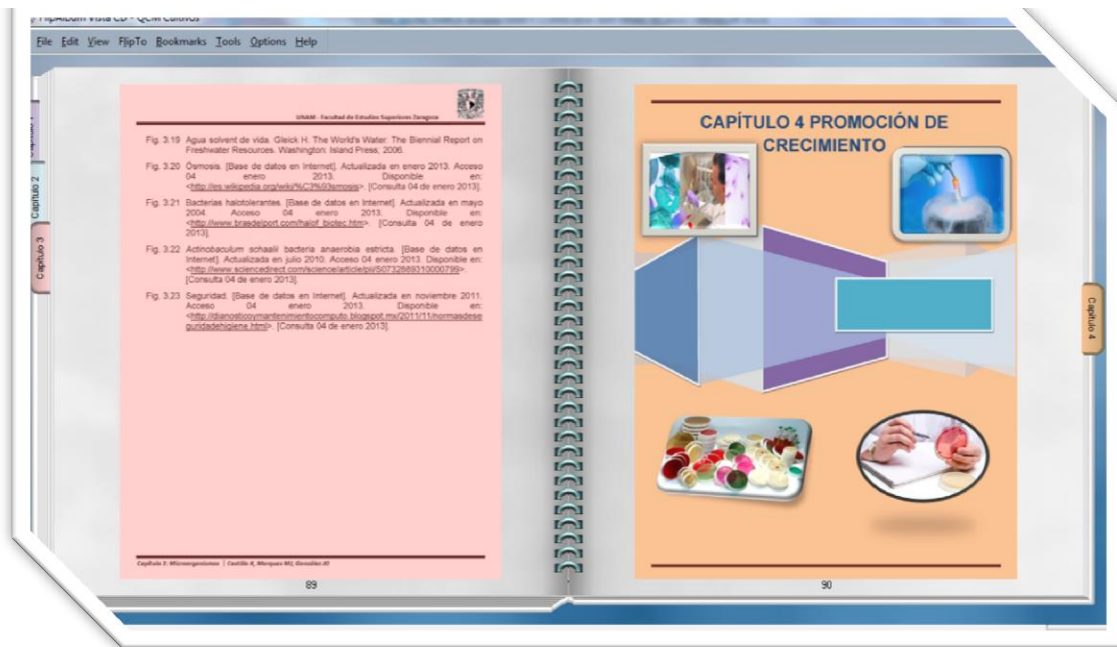 FlipAlbum Vista CD - QCM Cultivos
File Edit View FlipTo Bookmarks Tools Options Help
Capítulo 2
Capítulo 3
UNAM - Facultad de Estudios Superiores Zaragoza
Fig. 3.19 Agua solvent de vida. Gleick H. The World's Water: The Biennial Report on
Freshwater Resources. Washington: Island Press; 2006.
Fig. 3.20 Ósmosis. [Base de datos en Internet]. Actualizada en enero 2013. Acceso
04 enero 2013. Disponible en:
<http://es.wikipedia.org/wiki/%C3%93smosis>. [Consulta 04 de enero 2013].
Fig. 3.21 Bacterias halotolerantes. [Base de datos en Internet]. Actualizada en mayo
2004. Acceso 04 enero 2013. Disponible en:
<http://www.brasdelport.com/halof_biotec.htm>. [Consulta 04 de enero
2013].
Fig. 3.22 Actinobaculum schaalii bacteria anaerobia estricta. [Base de datos en
Internet]. Actualizada en julio 2010. Acceso 04 enero 2013. Disponible en:
<http://www.sciencedirect.com/science/article/pii/S0732889310000799>.
[Consulta 04 de enero 2013].
Fig. 3.23 Seguridad. [Base de datos en Internet]. Actualizada en noviembre 2011.
Acceso 04 enero 2013. Disponible en:
<http://dianosticoymantenimientocomputo.blogspot.mx/2011/11/normasdese
guridadehigiene.html>. [Consulta 04 de enero 2013].
Capítulo 3: Microorganismos | Castillo A, Marques MJ, González AI
89
CAPÍTULO 4 PROMOCIÓN DE
CRECIMIENTO
90
Capítulo 4